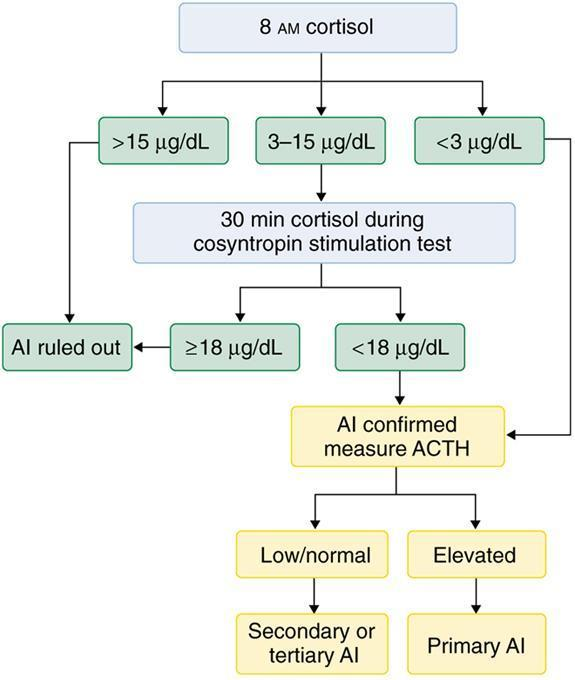 8 AM cortisol
>15 µg/dL
3–15 µg/dL
<3 µg/dL
30 min cortisol during
cosyntropin stimulation test
AI ruled out
≥18 µg/dL
<18 µg/dL
AI confirmed
measure ACTH
Low/normal
Elevated
Secondary or
tertiary AI
Primary AI